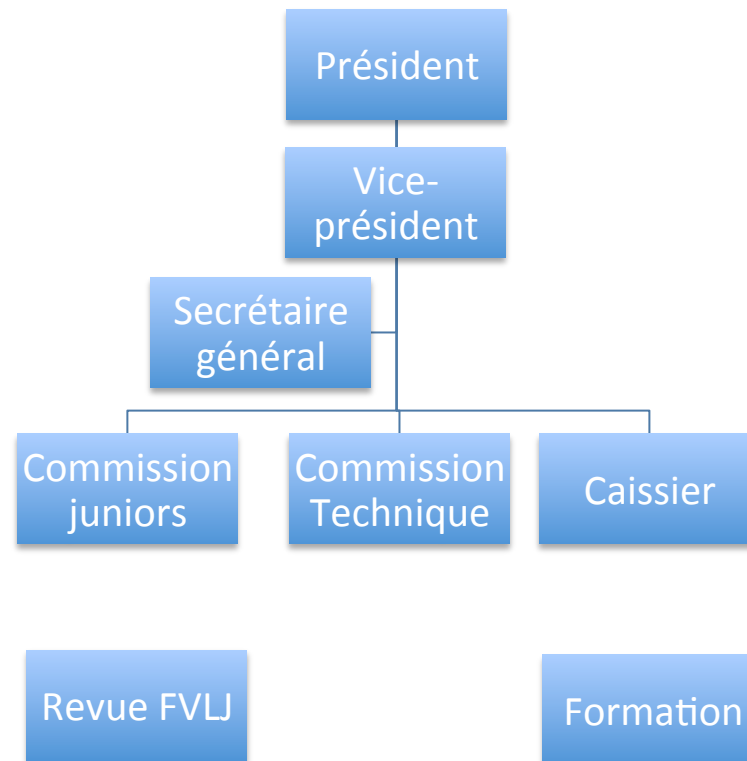 Président
Vice-
président
Secrétaire
général
Commission
juniors
Commission
Technique
Caissier
Revue FVLJ
Formation